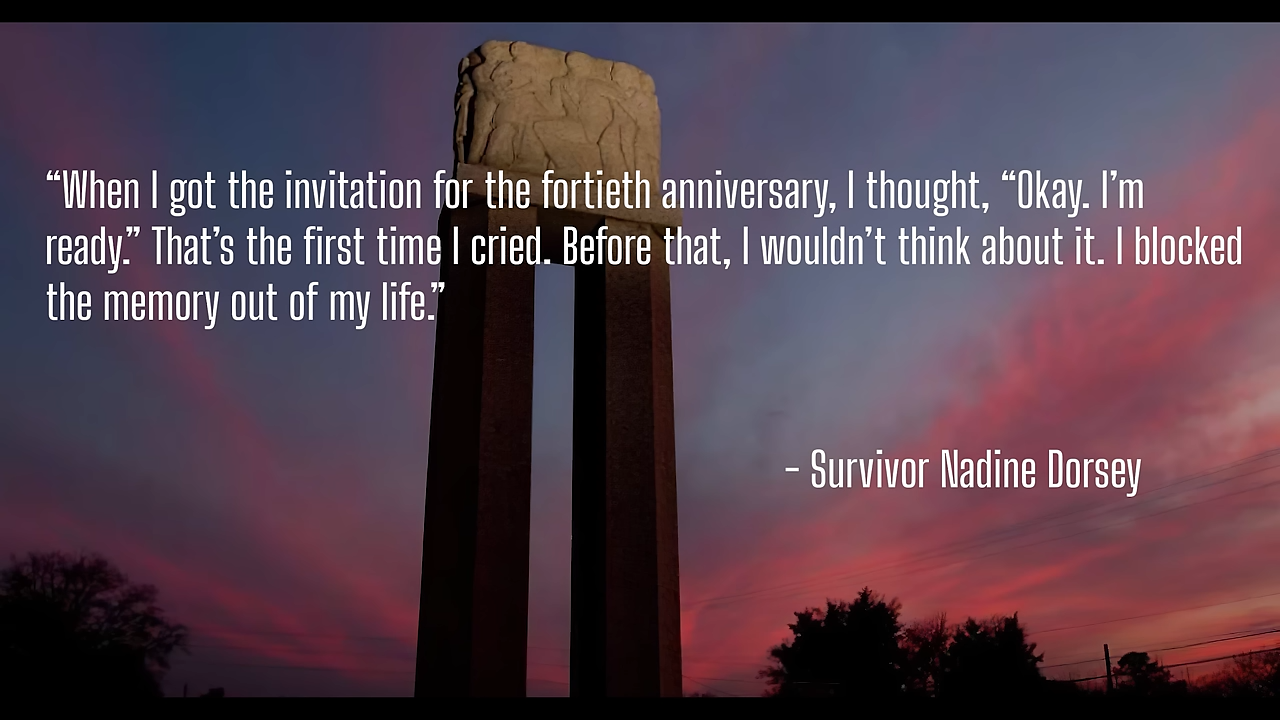 “When I got the invitation for the fortieth anniversary, I thought, “Okay. I’m
ready.” That’s the first time I cried. Before that, I wouldn’t think about it. I blocked
the memory out of my life.”
- Survivor Nadine Dorsey